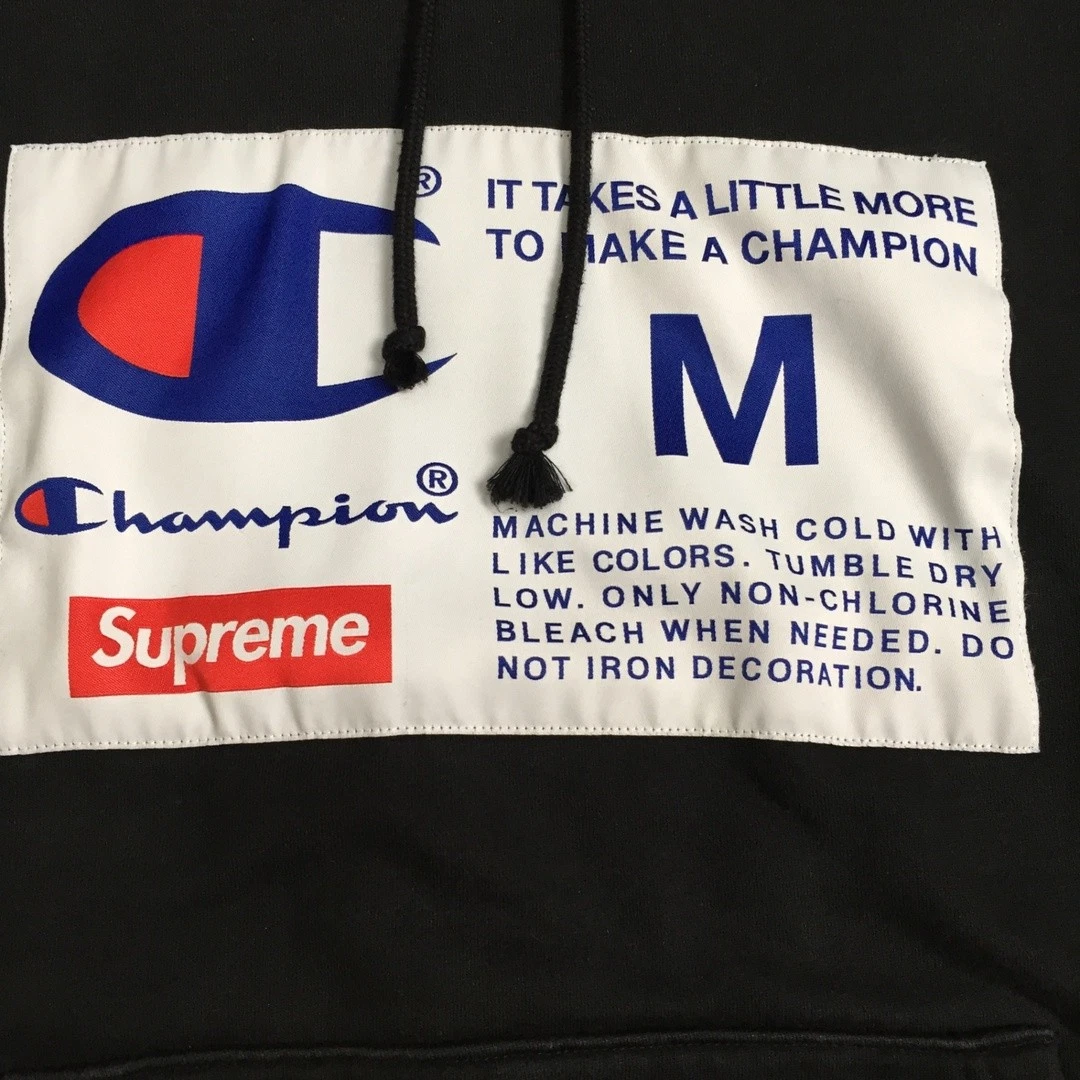 ®
IT TAKES A LITTLE MORE
TO MAKE A CHAMPION
M
Champion®
Supreme
MACHINE WASH COLD WITH
LIKE COLORS. TUMBLE DRY
LOW. ONLY NON-CHLORINE
BLEACH WHEN NEEDED. DO
NOT IRON DECORATION.